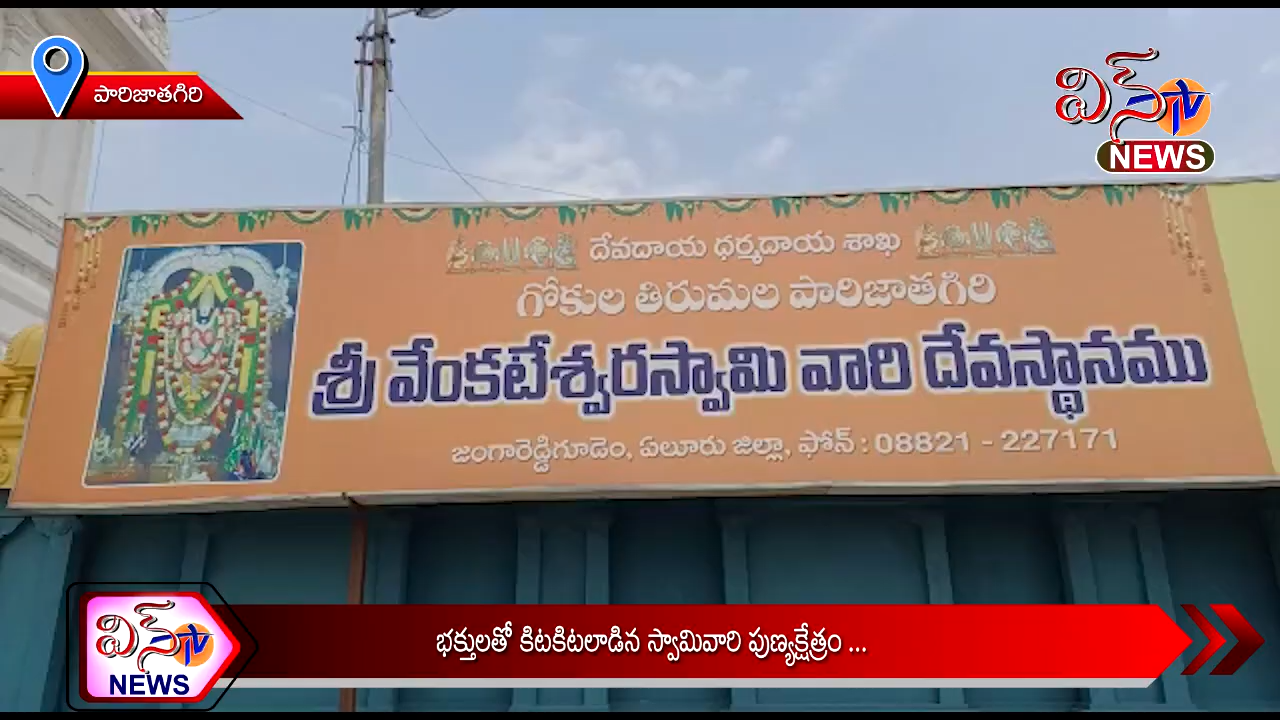 పారిజాతగిరి
విన్ TV
NEWS
దేవదాయ ధర్మదాయ శాఖ
గోకుల తిరుమల పారిజాతగిరి
శ్రీ వేంకటేశ్వరస్వామి వారి దేవస్థానము
జంగారెడ్డిగూడెం, ఏలూరు జిల్లా, ఫోన్ : 08821 - 227171
విన్ TV
NEWS
భక్తులతో కిటకిటలాడిన స్వామివారి పుణ్యక్షేత్రం ...